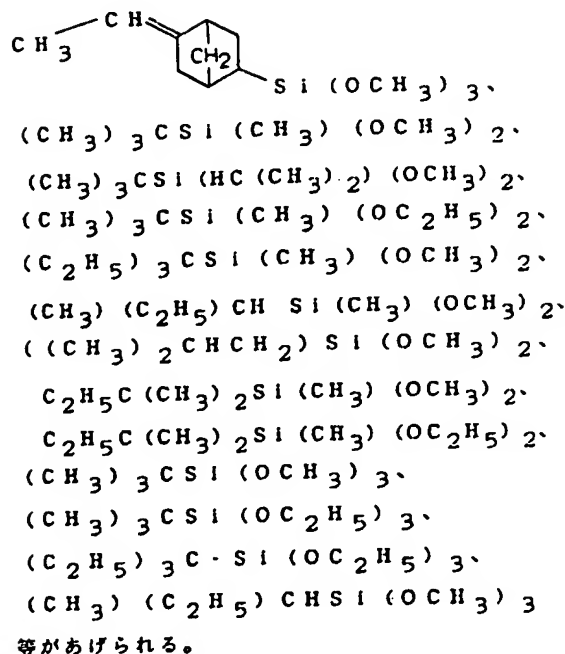 CH3 CH CH2 Si(OCH3)3、
(CH3)3CSi(CH3)(OCH3)2、
(CH3)3CSi(HC(CH3)2)(OCH3)2、
(CH3)3CSi(CH3)(OC2H5)2、
(C2H5)3CSi(CH3)(OCH3)2、
(CH3)(C2H5)CH Si(CH3)(OCH3)2、
((CH3)2CHCH2)Si(OCH3)2、
C2H5C(CH3)2Si(CH3)(OCH3)2、
C2H5C(CH3)2Si(CH3)(OC2H5)2、
(CH3)3CSi(OCH3)3、
(CH3)3CSi(OC2H5)3、
(C2H5)3C-Si(OC2H5)3、
(CH3)(C2H5)CHSi(OCH3)3
等があげられる。